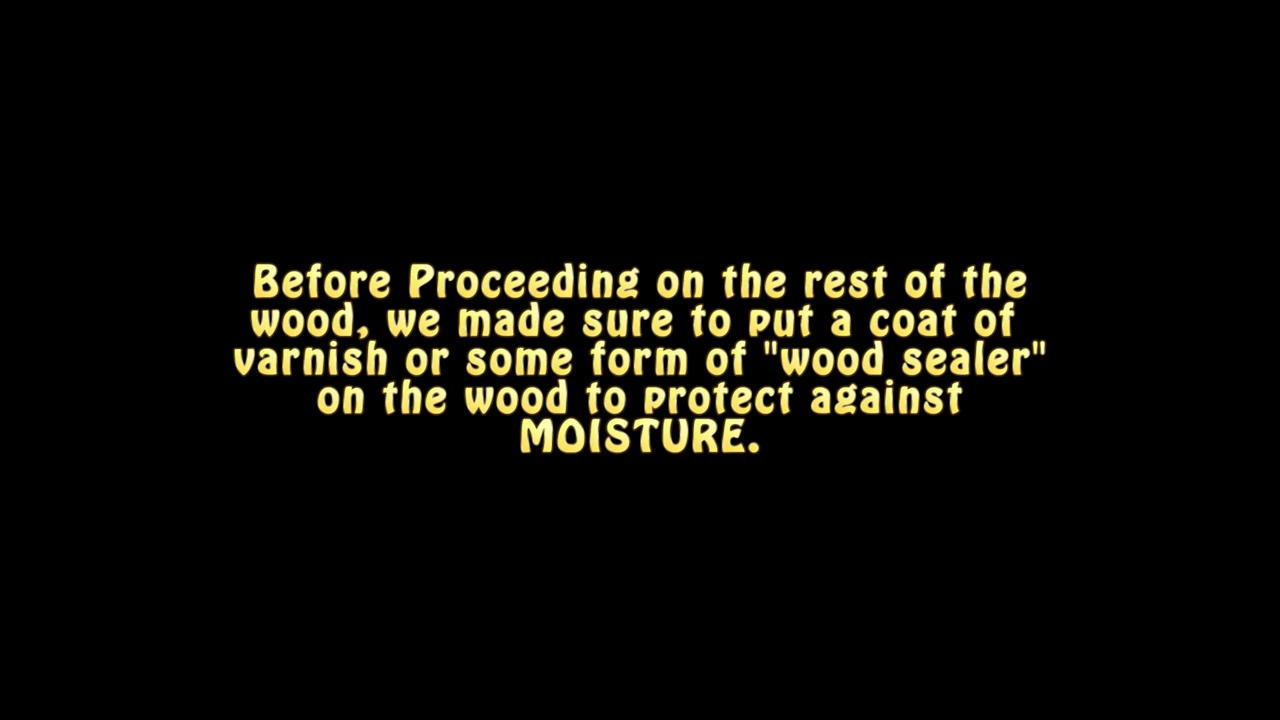 Before Proceeding on the rest of the
wood, we made sure to put a coat of
varnish or some form of "wood sealer"
on the wood to protect against
MOISTURE.